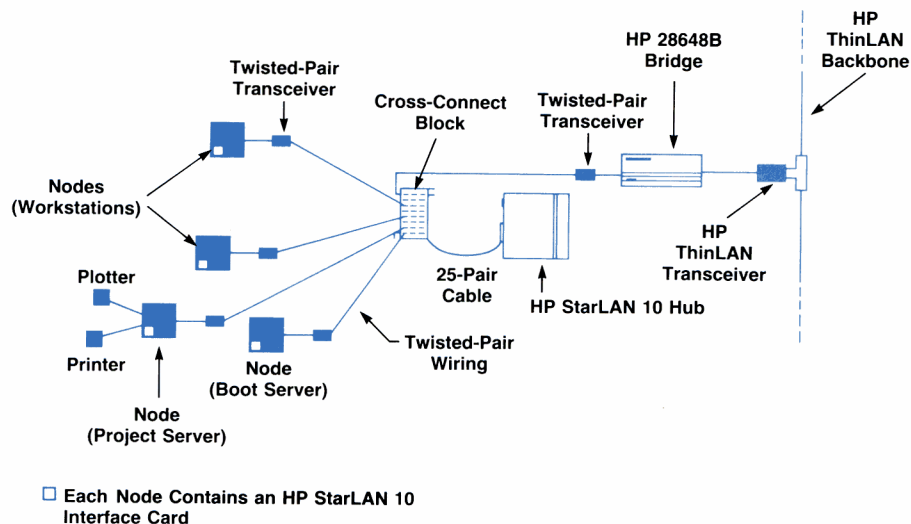 HP
ThinLAN
Backbone
HP 28648B
Bridge
Twisted-Pair
Transceiver
Cross-Connect
Block
Twisted-Pair
Transceiver
Nodes
(Workstations)
HP
ThinLAN
Transceiver
25-Pair
Cable
HP StarLAN 10 Hub
Plotter
Printer
Twisted-Pair
Wiring
Node
(Boot Server)
Node
(Project Server)
Each Node Contains an HP StarLAN 10
Interface Card